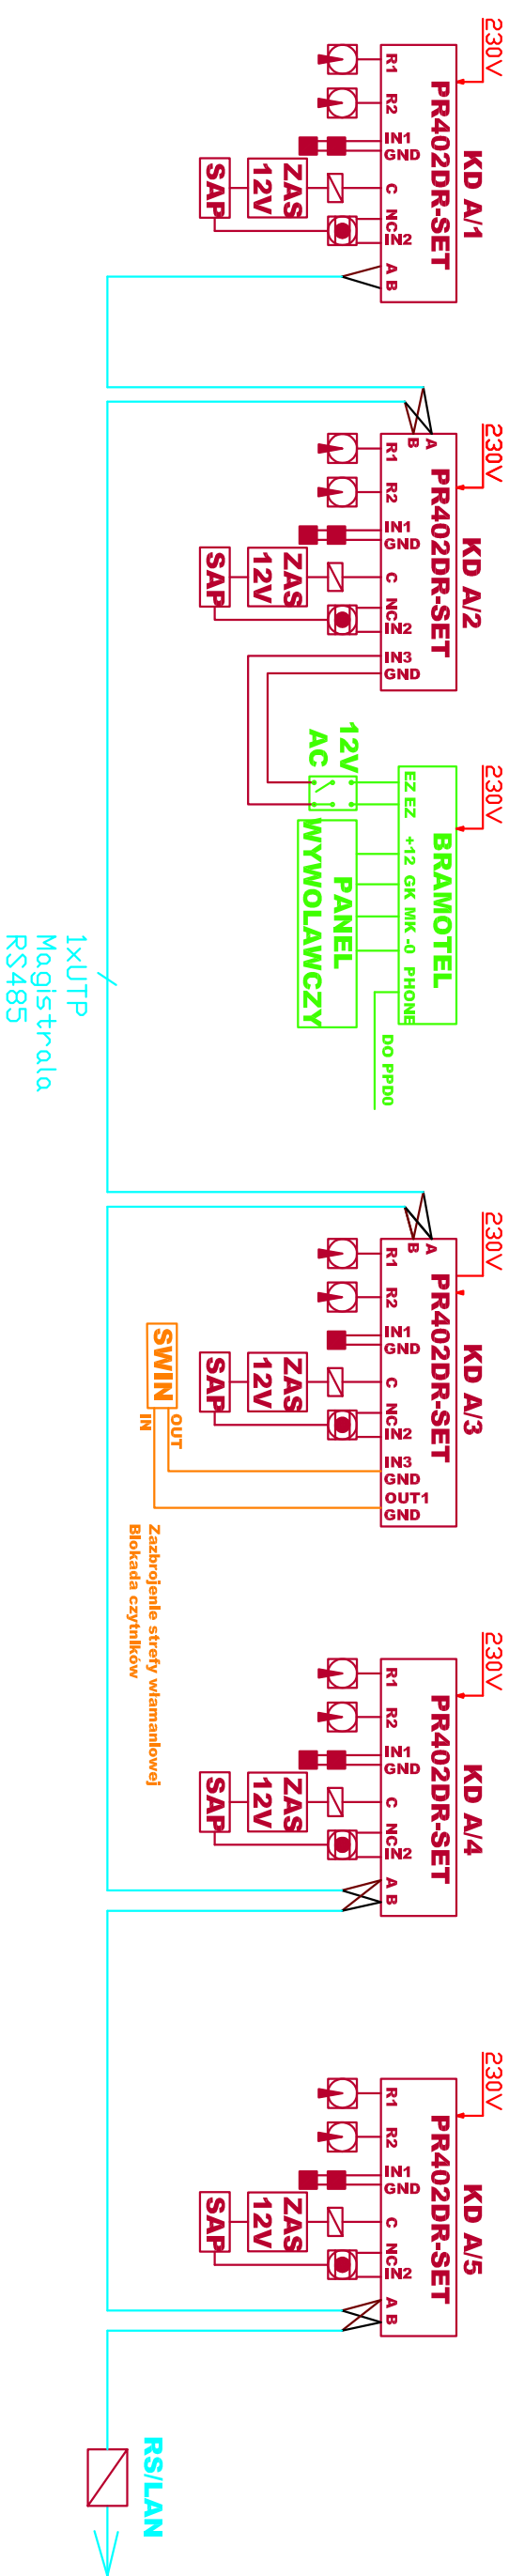 230V
KD A/1
PR402DR-SET
R1
R2
IN1
GND
C
NC
IN2
A
B
ZAS
12V
SAP
230V
KD A/2
PR402DR-SET
A
B
R1
R2
IN1
GND
C
NC
IN2
IN3
GND
ZAS
12V
SAP
230V
BRAMOTEL
EZ EZ +12 GK MK -0 PHONE
12V
AC
PANEL
WYWOLAWCZY
DO PPD0
1xUTP
Magistrala
RS485
230V
KD A/3
PR402DR-SET
A
B
R1
R2
IN1
GND
C
NC
IN2
IN3
GND
OUT1
GND
ZAS
12V
SAP
SWIN
OUT
IN
Zazbrojenie strefy włamaniowej
Blokada czytników
230V
KD A/4
PR402DR-SET
R1
R2
IN1
GND
C
NC
IN2
A
B
ZAS
12V
SAP
230V
KD A/5
PR402DR-SET
R1
R2
IN1
GND
C
NC
IN2
A
B
ZAS
12V
SAP
RS/LAN